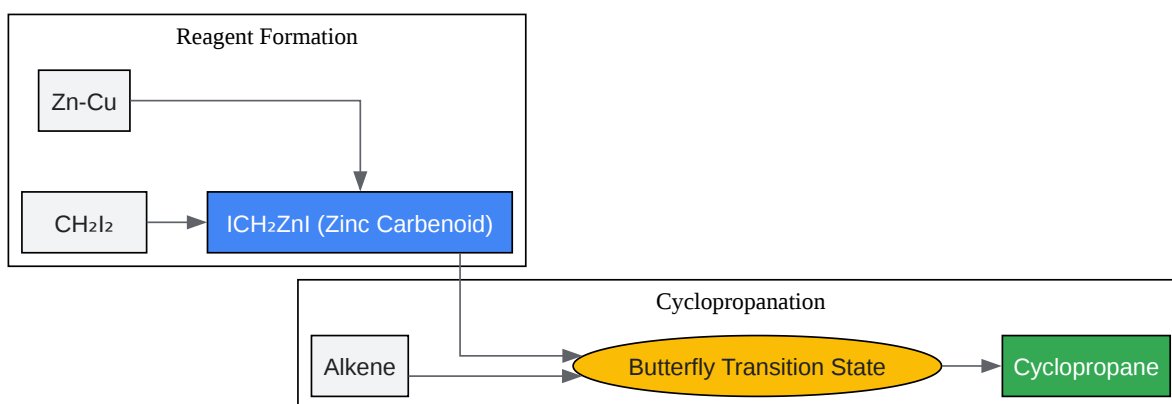 Reagent Formation
Zn-Cu
CH₂I₂
ICH₂ZnI (Zinc Carbenoid)
Cyclopropanation
Alkene
Butterfly Transition State
Cyclopropane